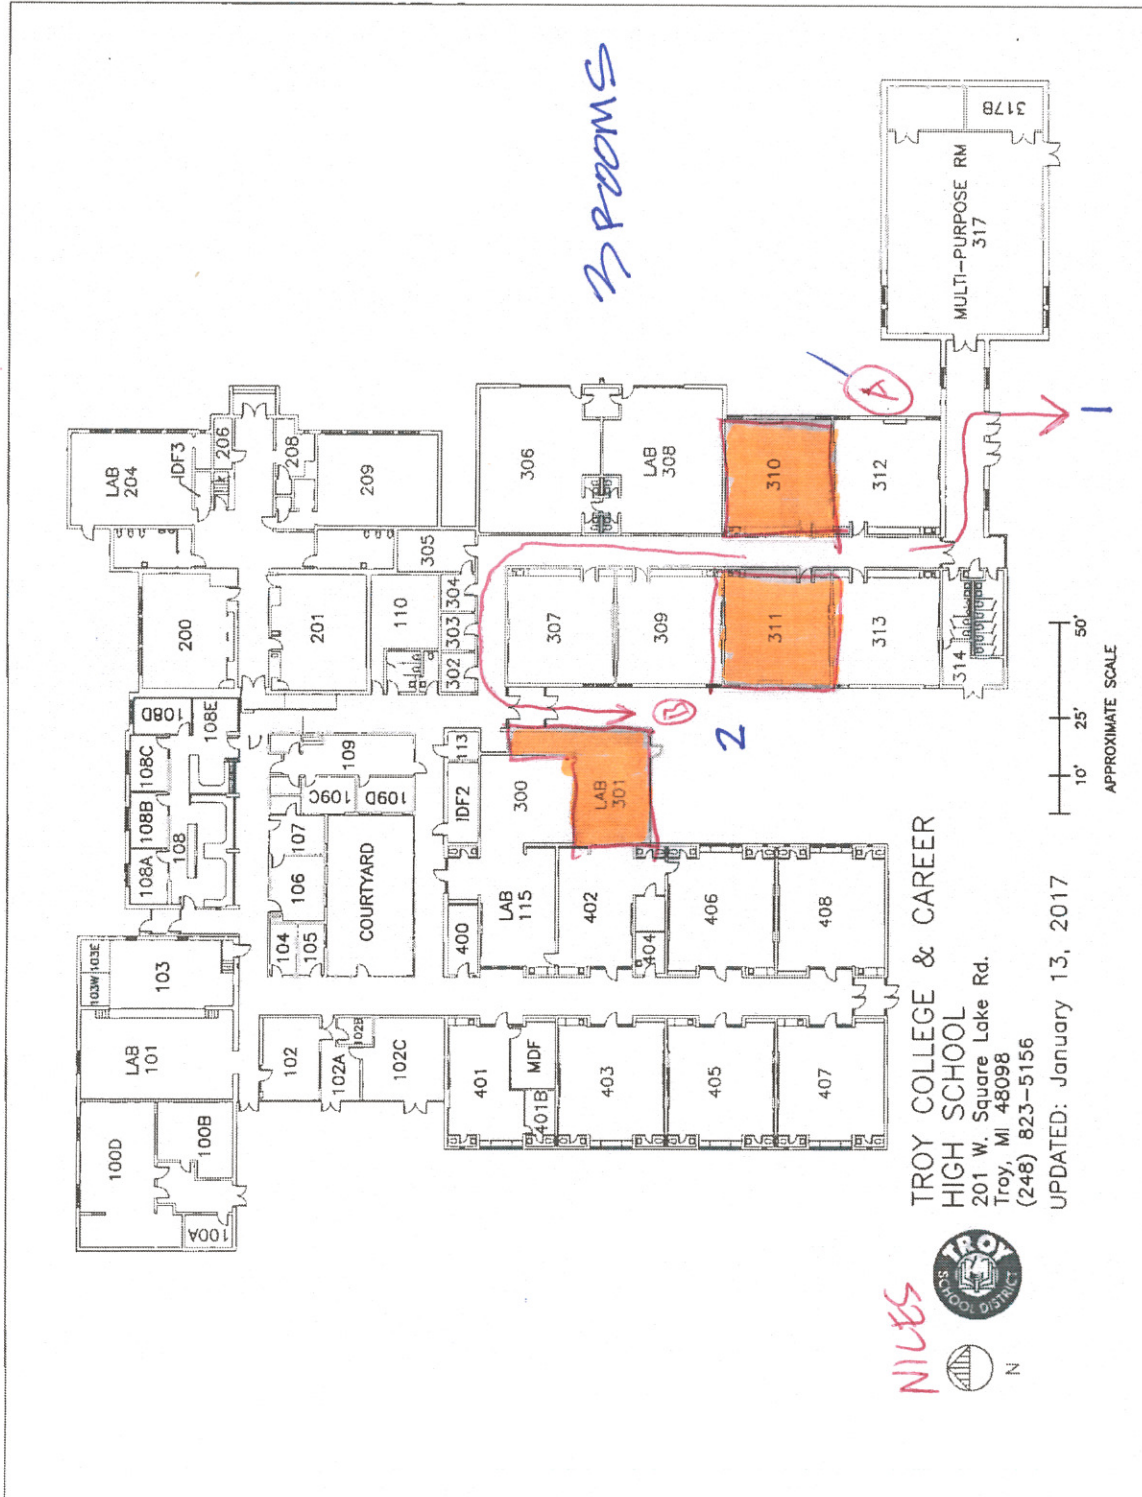 3 ROOMS
LAB
204
IDF3
206
208
209
200
201
110
305
304
303
302
108D
108E
108C
108B
108A
108
109
109C
109D
107
106
104
105
COURTYARD
113
IDF2
103W
103E
103
LAB
101
102
102A
102B
102C
100D
100B
100A
306
LAB
308
310
312
307
309
311
313
314
MULTI-PURPOSE RM
317
317B
A
1
B
2
300
LAB
301
400
LAB
115
402
404
406
408
401
MDF
401B
403
405
407
NILES
TROY
SCHOOL DISTRICT
N
TROY COLLEGE & CAREER
HIGH SCHOOL
201 W. Square Lake Rd.
Troy, MI 48098
(248) 823-5156
UPDATED: January 13, 2017
10' 25' 50'
APPROXIMATE SCALE